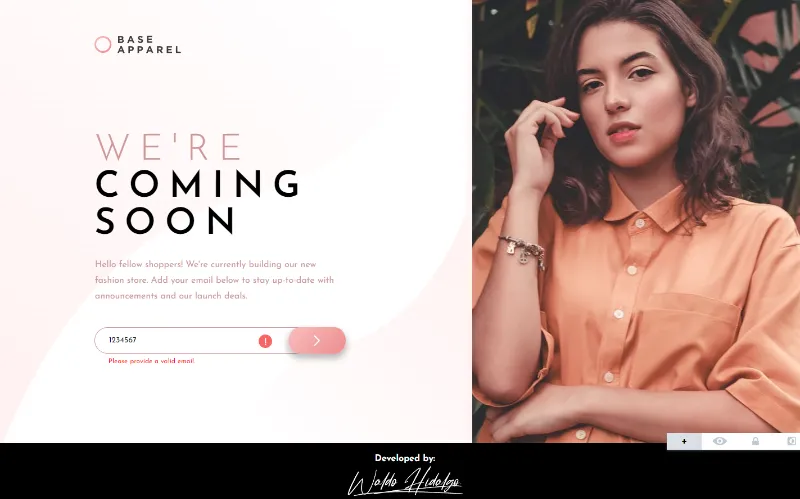 BASE
APPAREL
WE'RE
COMING
SOON
Hello fellow shoppers! We're currently building our new
fashion store. Add your email below to stay up-to-date with
announcements and our launch deals.
1234567
!
Please provide a valid email
+
Developed by:
Waldo Hidalgo